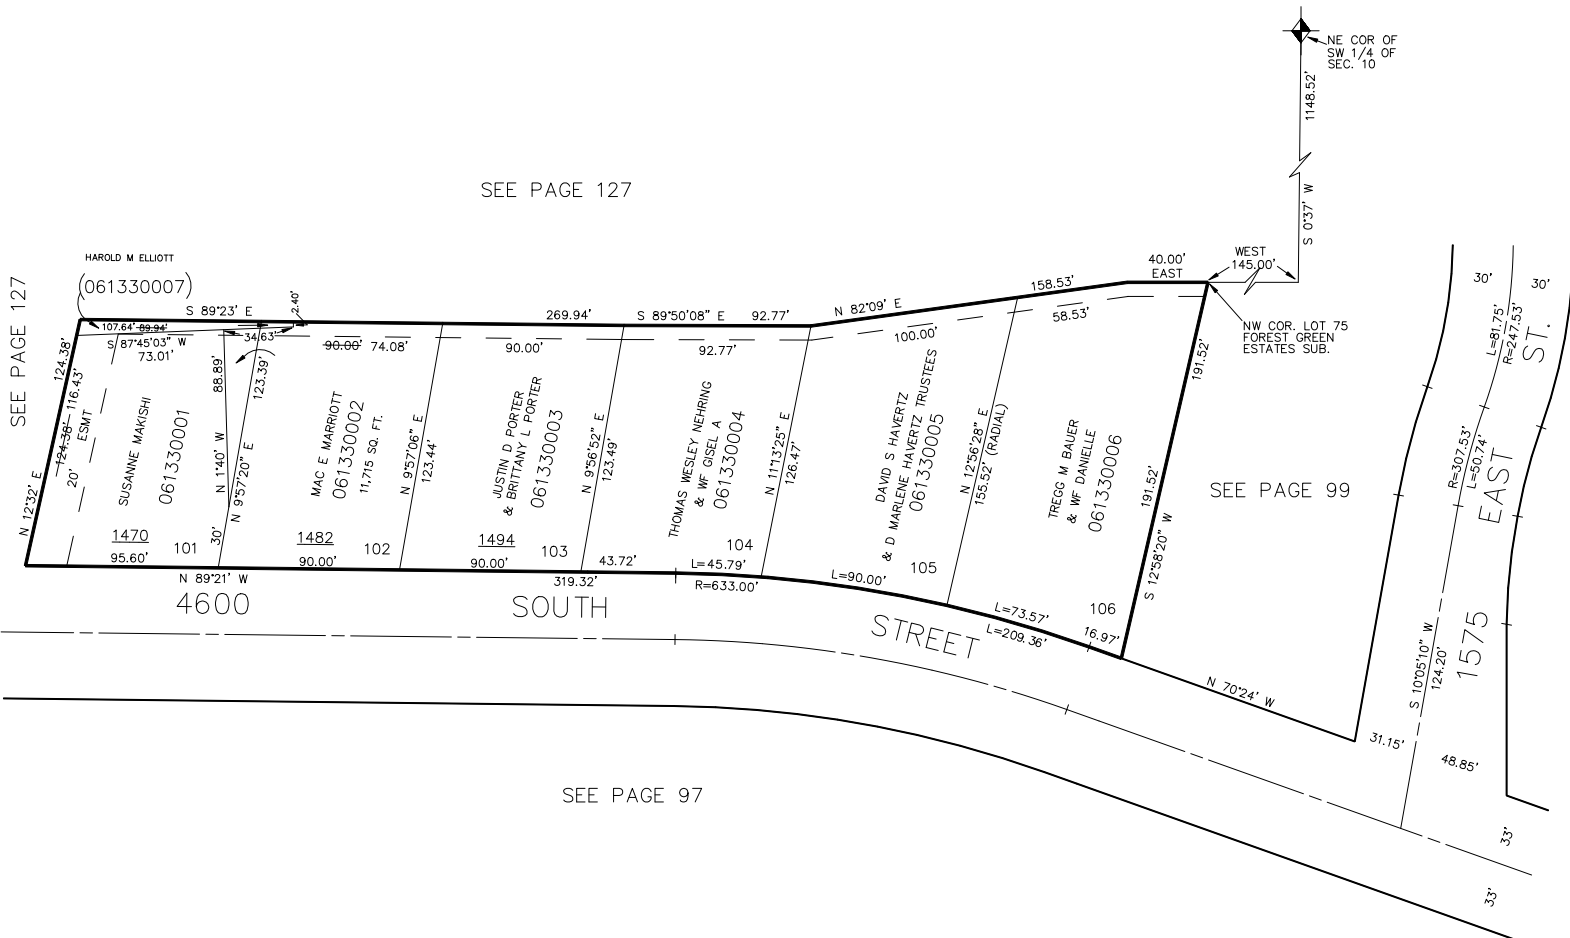 NE COR OF
SW 1/4 OF
SEC. 10
1148.52'
S 0°37' W
SEE PAGE 127
WEST
145.00'
40.00'
EAST
NW COR. LOT 75
FOREST GREEN
ESTATES SUB.
SEE PAGE 127
HAROLD M ELLIOTT
(061330007)
S 89°23' E
2.40'
269.94'
S 89°50'08" E
92.77'
N 82°09' E
158.53'
107.64' 89.94'
34.63'
S 87°45'03" W
73.01'
90.00' 74.08'
90.00'
92.77'
100.00'
58.53'
124.38'
116.43'
124.38'
20' ESMT
N 12°32' E
SUSANNE MAKISHI
061330001
1470
101
95.60'
88.89'
N 1°40' W
30'
123.39'
N 9°57'20" E
MAC E MARRIOTT
061330002
11,715 SQ. FT.
1482
102
90.00'
N 9°57'06" E
123.44'
JUSTIN D PORTER
& BRITTANY L PORTER
061330003
1494
103
90.00'
N 9°56'52" E
123.49'
THOMAS WESLEY NEHRING
& WF GISEL A
061330004
104
43.72'
L=45.79'
R=633.00'
N 11°13'25" E
126.47'
DAVID S HAVERTZ
& D MARLENE HAVERTZ TRUSTEES
061330005
105
L=90.00'
N 12°56'28" E
155.52' (RADIAL)
TREGG M BAUER
& WF DANIELLE
061330006
106
L=73.57'
L=209.36'
16.97'
191.52'
191.52'
S 12°58'20" W
SEE PAGE 99
N 89°21' W
319.32'
4600
SOUTH
STREET
N 70°24' W
30'
30'
L=81.75'
R=247.53'
R=307.53'
L=50.74'
1575
EAST
ST.
S 10°05'10" W
124.20'
31.15'
48.85'
33'
33'
SEE PAGE 97